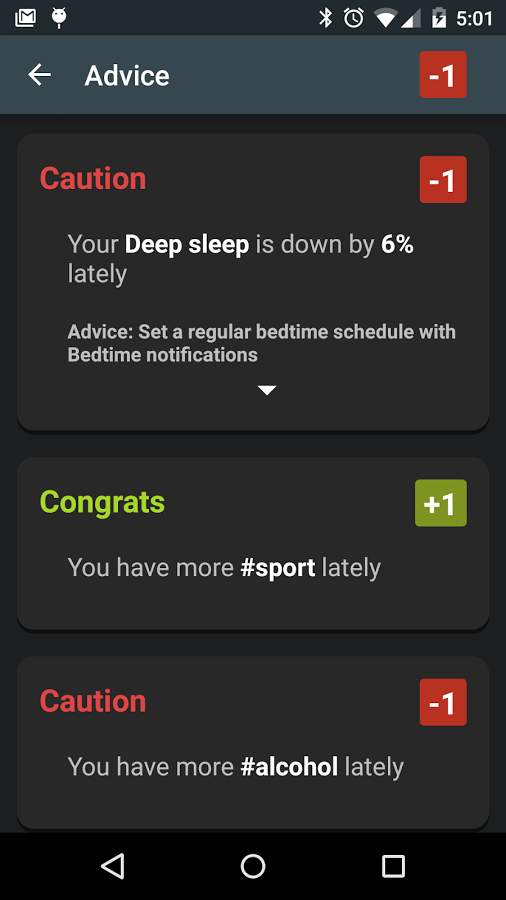 5:01
Advice
-1
Caution
-1
Your Deep sleep is down by 6%
lately
Advice: Set a regular bedtime schedule with
Bedtime notifications
Congrats
+1
You have more #sport lately
Caution
-1
You have more #alcohol lately